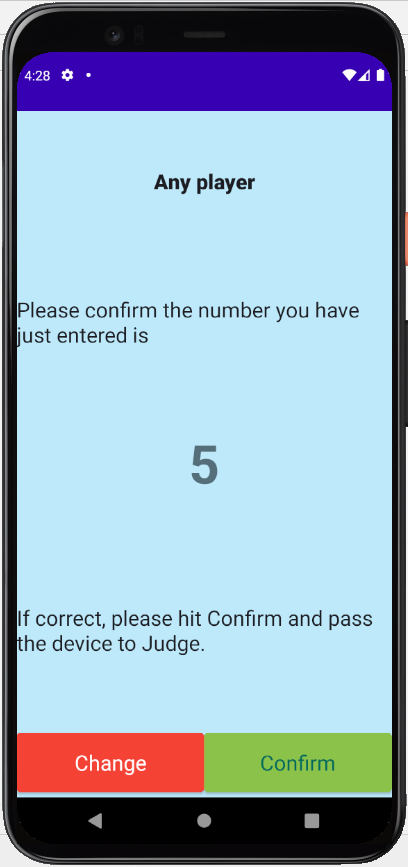 4:28
Any player
Please confirm the number you have
just entered is
5
If correct, please hit Confirm and pass
the device to Judge.
Change Confirm